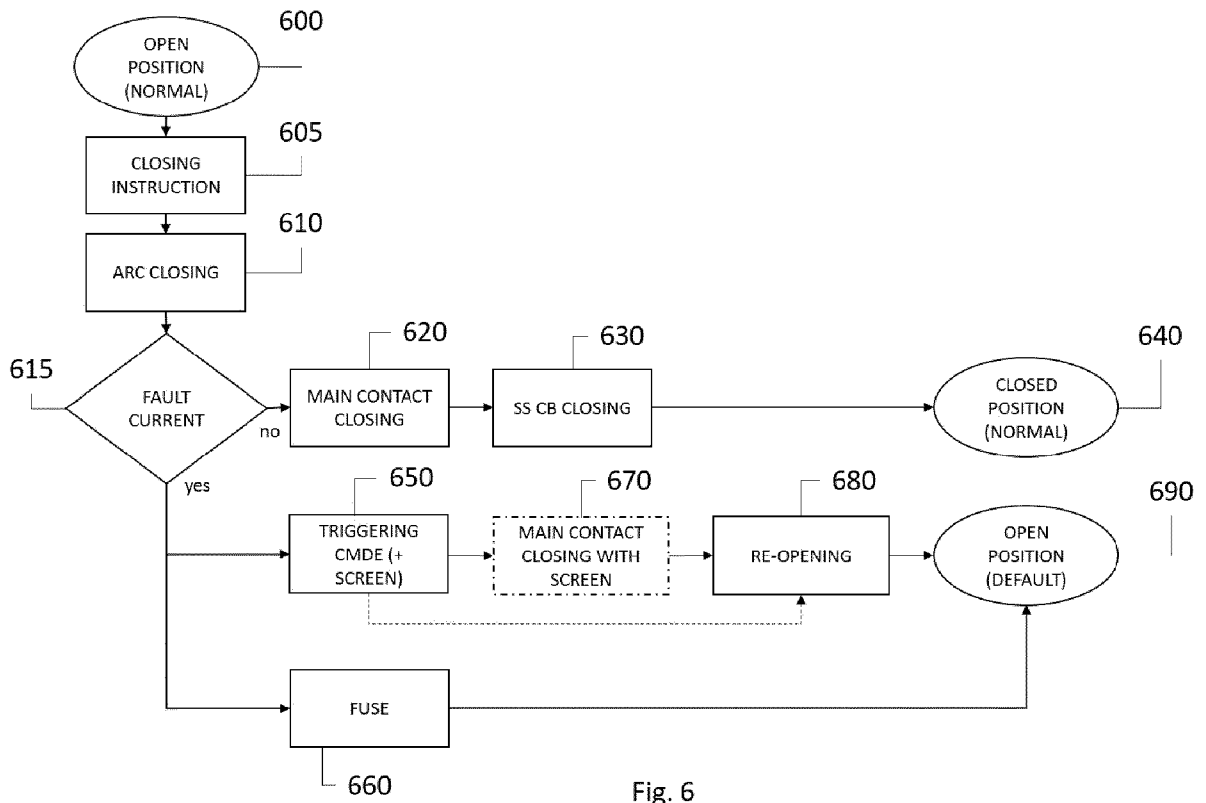 600
OPEN
POSITION
(NORMAL)
605
CLOSING
INSTRUCTION
610
ARC CLOSING
615
FAULT
CURRENT
no
yes
620
MAIN CONTACT
CLOSING
630
SS CB CLOSING
640
CLOSED
POSITION
(NORMAL)
650
TRIGGERING
CMDE (+
SCREEN)
670
MAIN CONTACT
CLOSING WITH
SCREEN
680
RE-OPENING
690
OPEN
POSITION
(DEFAULT)
FUSE
660
Fig. 6